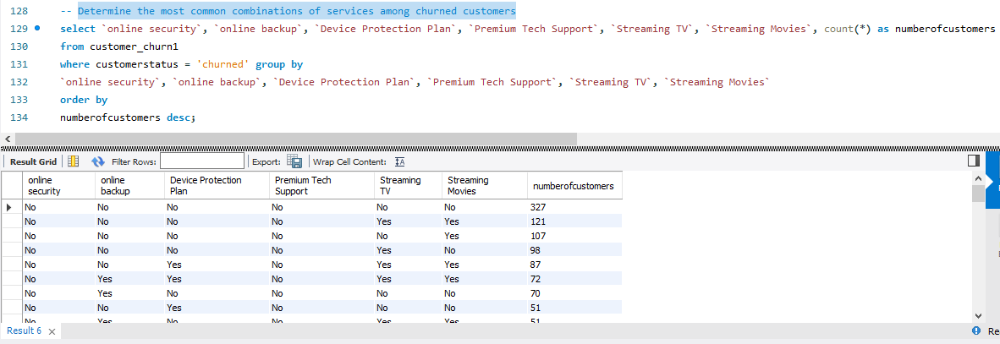 128 -- Determine the most common combinations of services among churned customers
129 select `online security`, `online backup`, `Device Protection Plan`, `Premium Tech Support`, `Streaming TV`, `Streaming Movies`, count(*) as numberofcustomers
130 from customer_churn1
131 where customerstatus = 'churned' group by
132 `online security`, `online backup`, `Device Protection Plan`, `Premium Tech Support`, `Streaming TV`, `Streaming Movies`
133 order by
134 numberofcustomers desc;
Result Grid Filter Rows: Export: Wrap Cell Content: IA
online security online backup Device Protection Plan Premium Tech Support Streaming TV Streaming Movies numberofcustomers
No No No No No No 327
No No No No Yes Yes 121
No No No No No Yes 107
No No No No Yes No 98
No No Yes No Yes Yes 87
No Yes Yes No Yes Yes 72
No Yes No No No No 70
No No Yes No No No 51
No Yes No No Yes Yes 51
Result 6 Re